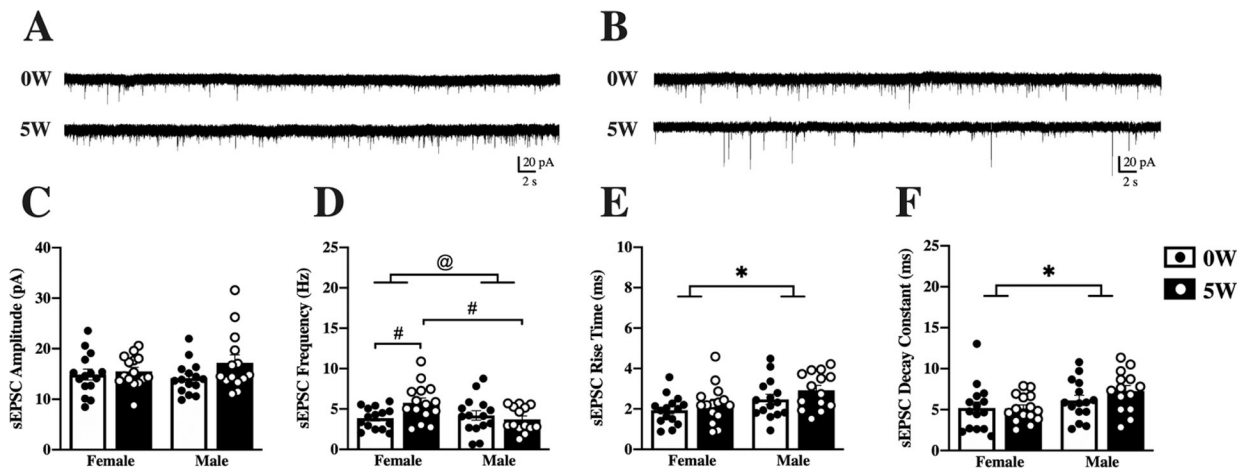 A
B
0W
5W
20 pA
2 s
0W
5W
20 pA
2 s
C
sEPSC Amplitude (pA)
40
30
20
10
0
Female
Male
D
sEPSC Frequency (Hz)
25
20
15
10
5
0
@
#
#
Female
Male
E
sEPSC Rise Time (ms)
10
8
6
4
2
0
*
Female
Male
F
sEPSC Decay Constant (ms)
25
20
15
10
5
0
*
Female
Male
0W
5W